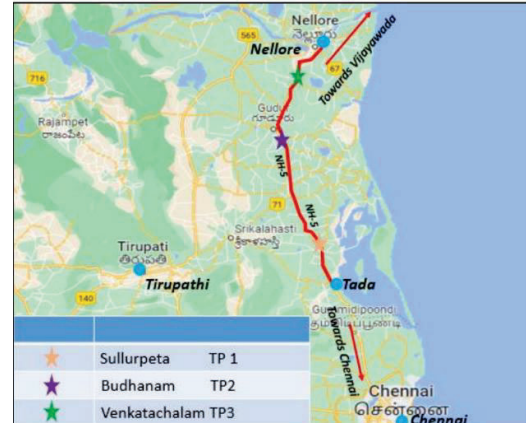 Nellore
నెల్లూరు
565
Nellore
67
Towards Vijayawada
716
Rajampet
రాజంపేట
Gudur
గూడూరు
NH-5
71
NH-5
Srikalahasti
శ్రీకాళహస్తి
Tirupati
తిరుపతి
Tirupathi
Tada
140
Gummidipoondi
கும்மிடிப்பூண்டி
Towards Chennai
Sullurpeta TP 1
Budhanam TP2
Venkatachalam TP3
Chennai
சென்னை
Chennai